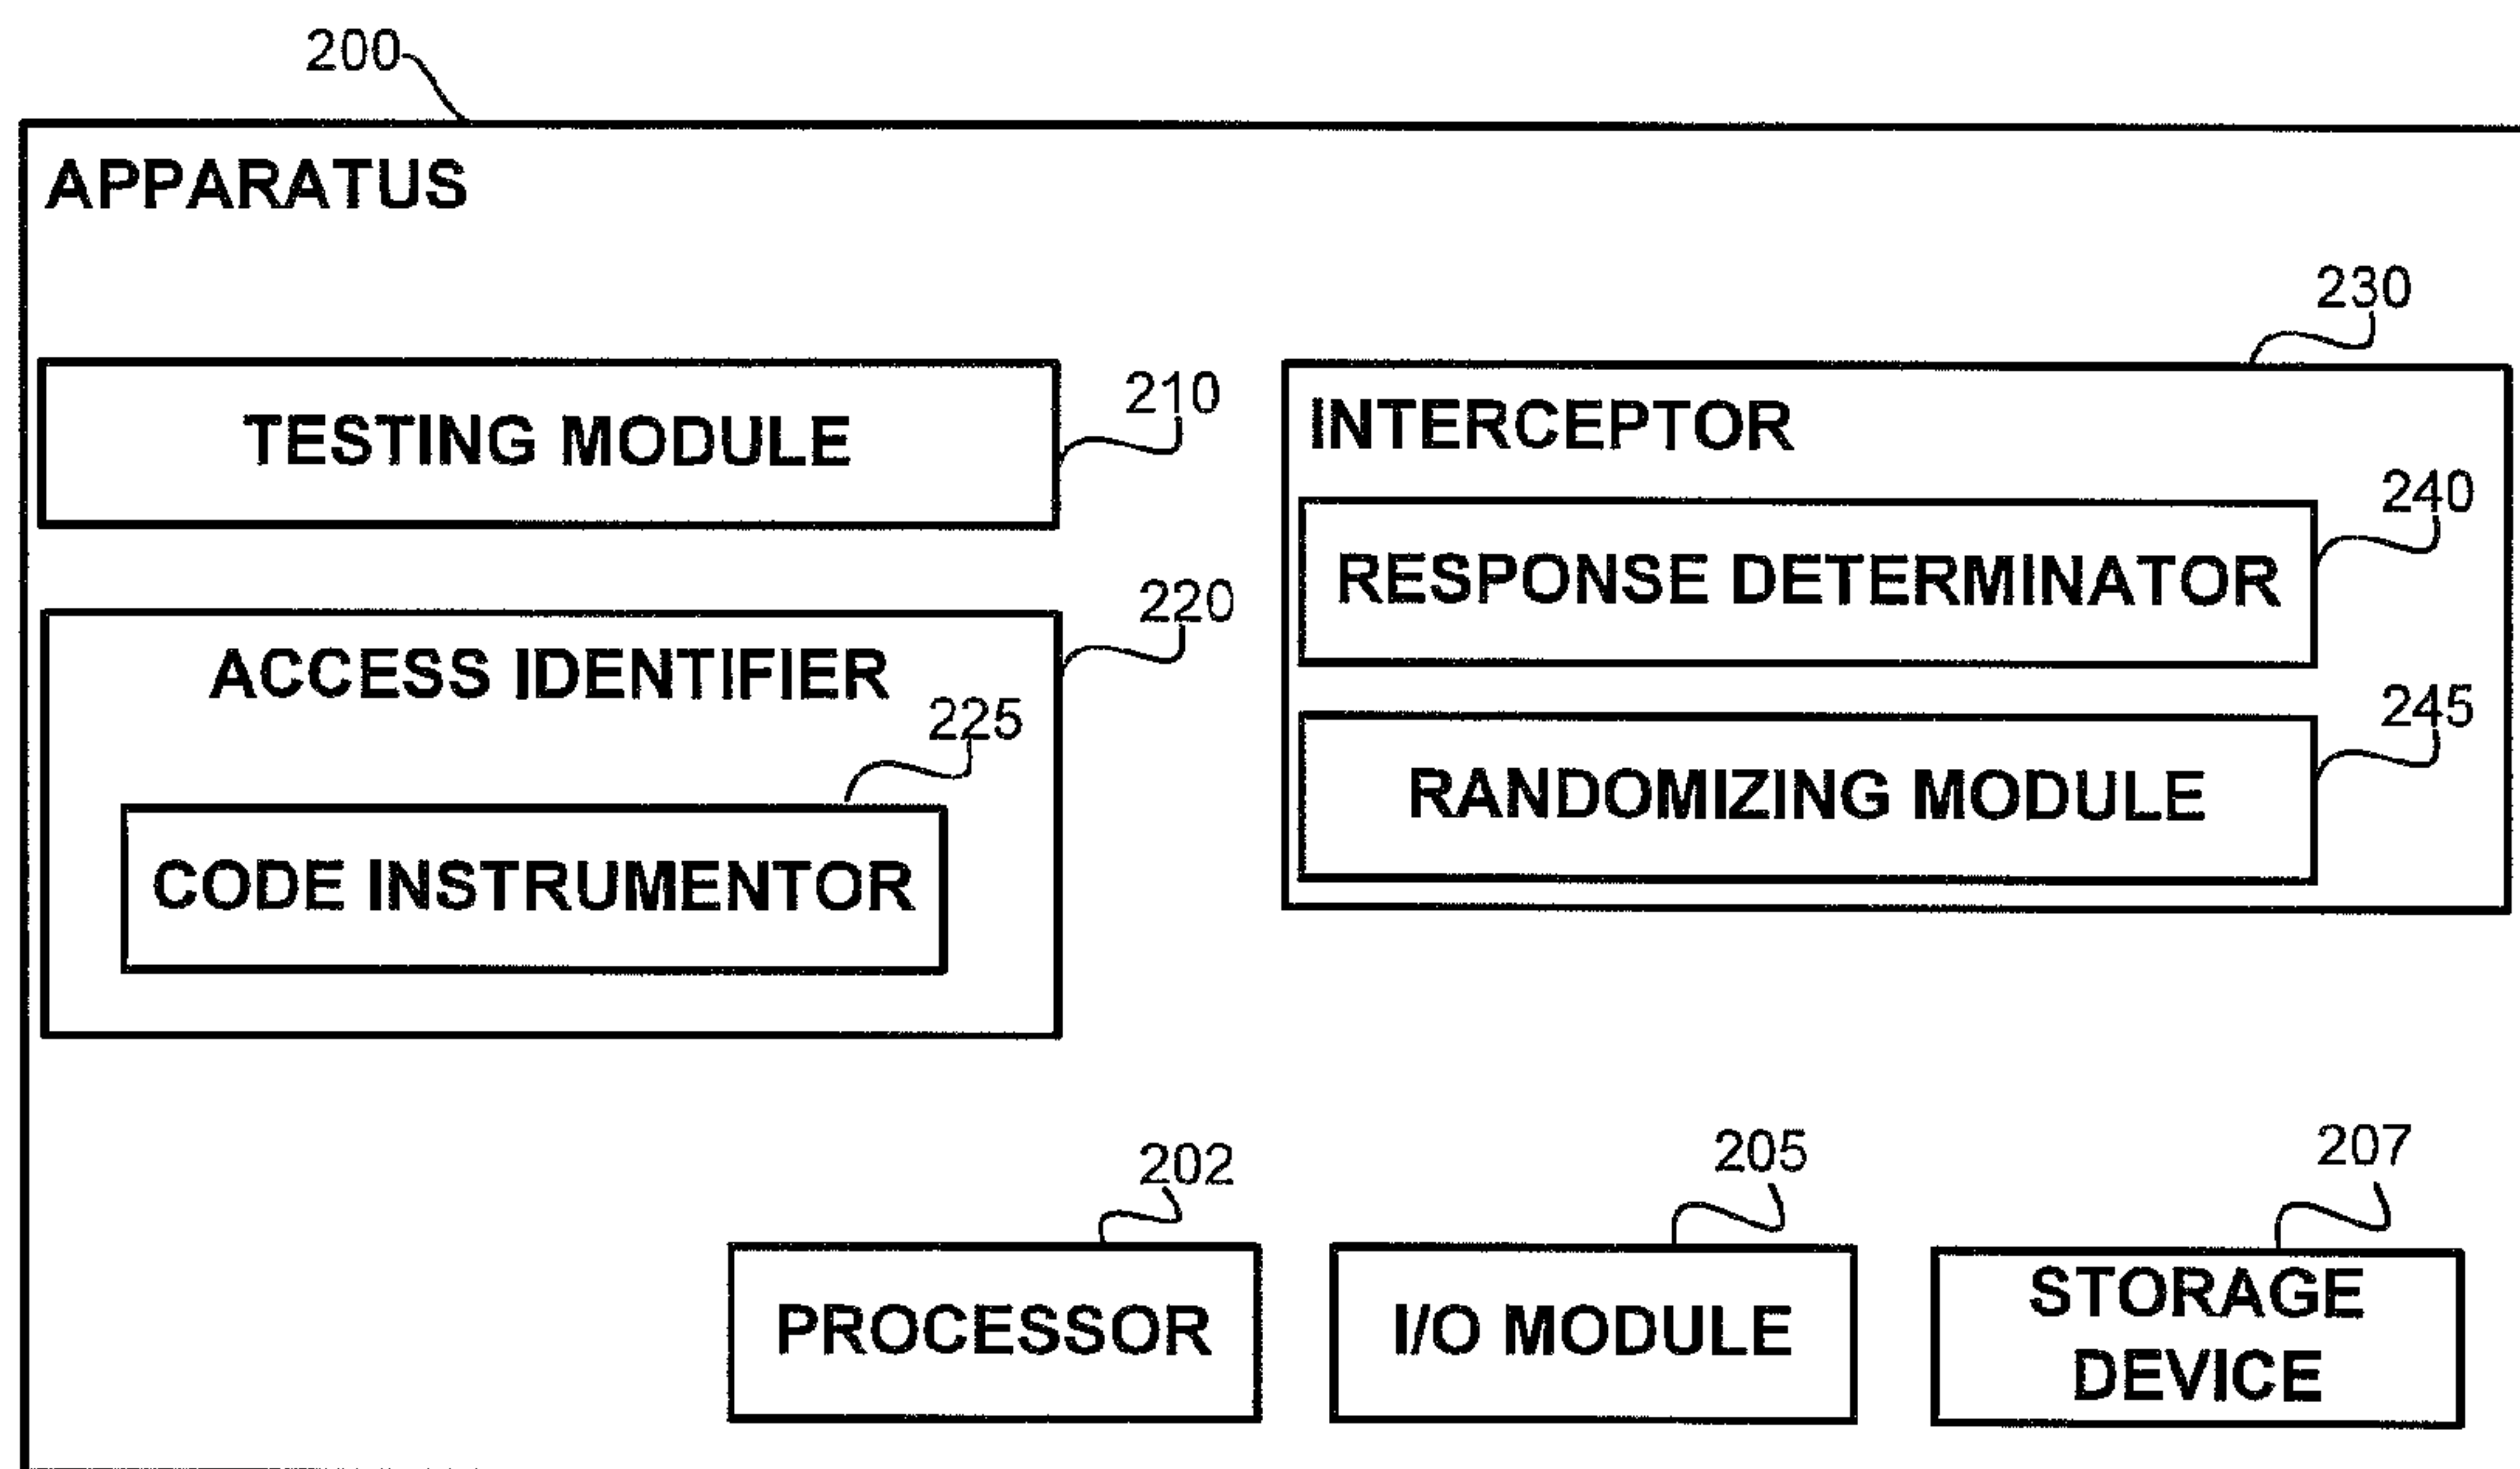 200
APPARATUS
230
210
TESTING MODULE
INTERCEPTOR
240
RESPONSE DETERMINATOR
220
ACCESS IDENTIFIER
225
245
RANDOMIZING MODULE
CODE INSTRUMENTOR
202
205
207
PROCESSOR
I/O MODULE
STORAGE
DEVICE